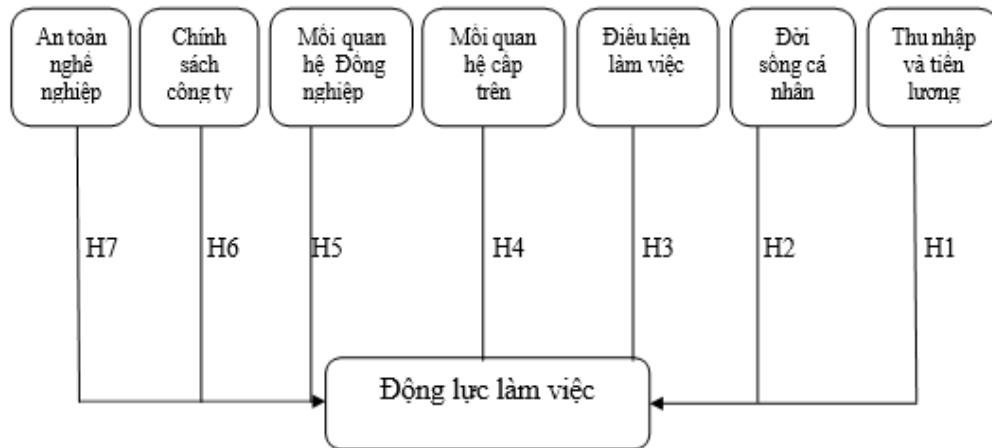 An toàn
nghề
nghiệp
Chính
sách
công ty
Mối quan
hệ Đồng
nghiệp
Mối quan
hệ cấp
trên
Điều kiện
làm việc
Đời
sống cá
nhân
Thu nhập
và tiền
lương
H7
H6
H5
H4
H3
H2
H1
Động lực làm việc